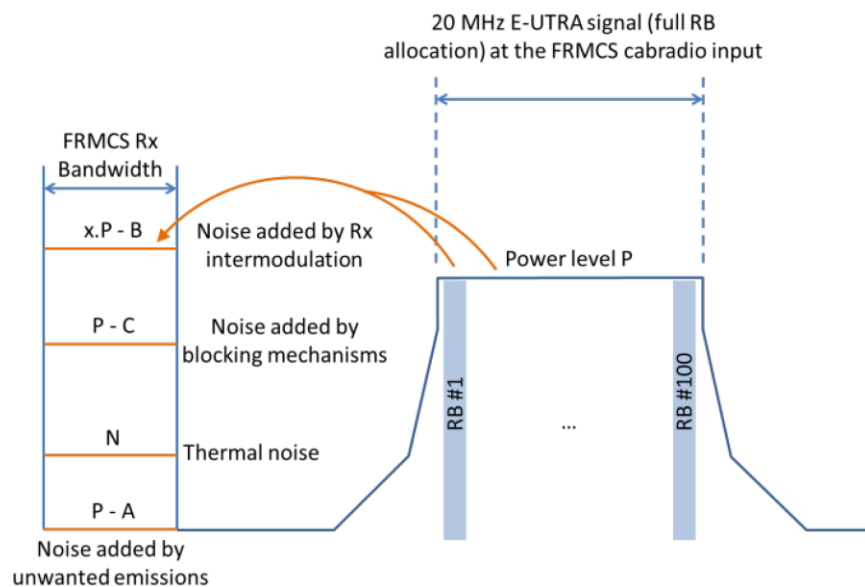 20 MHz E-UTRA signal (full RB
allocation) at the FRMCS cabradio input
FRMCS Rx
Bandwidth
x.P - B
Noise added by Rx
intermodulation
Power level P
P - C
Noise added by
blocking mechanisms
RB #1
...
RB #100
N
Thermal noise
P - A
Noise added by
unwanted emissions